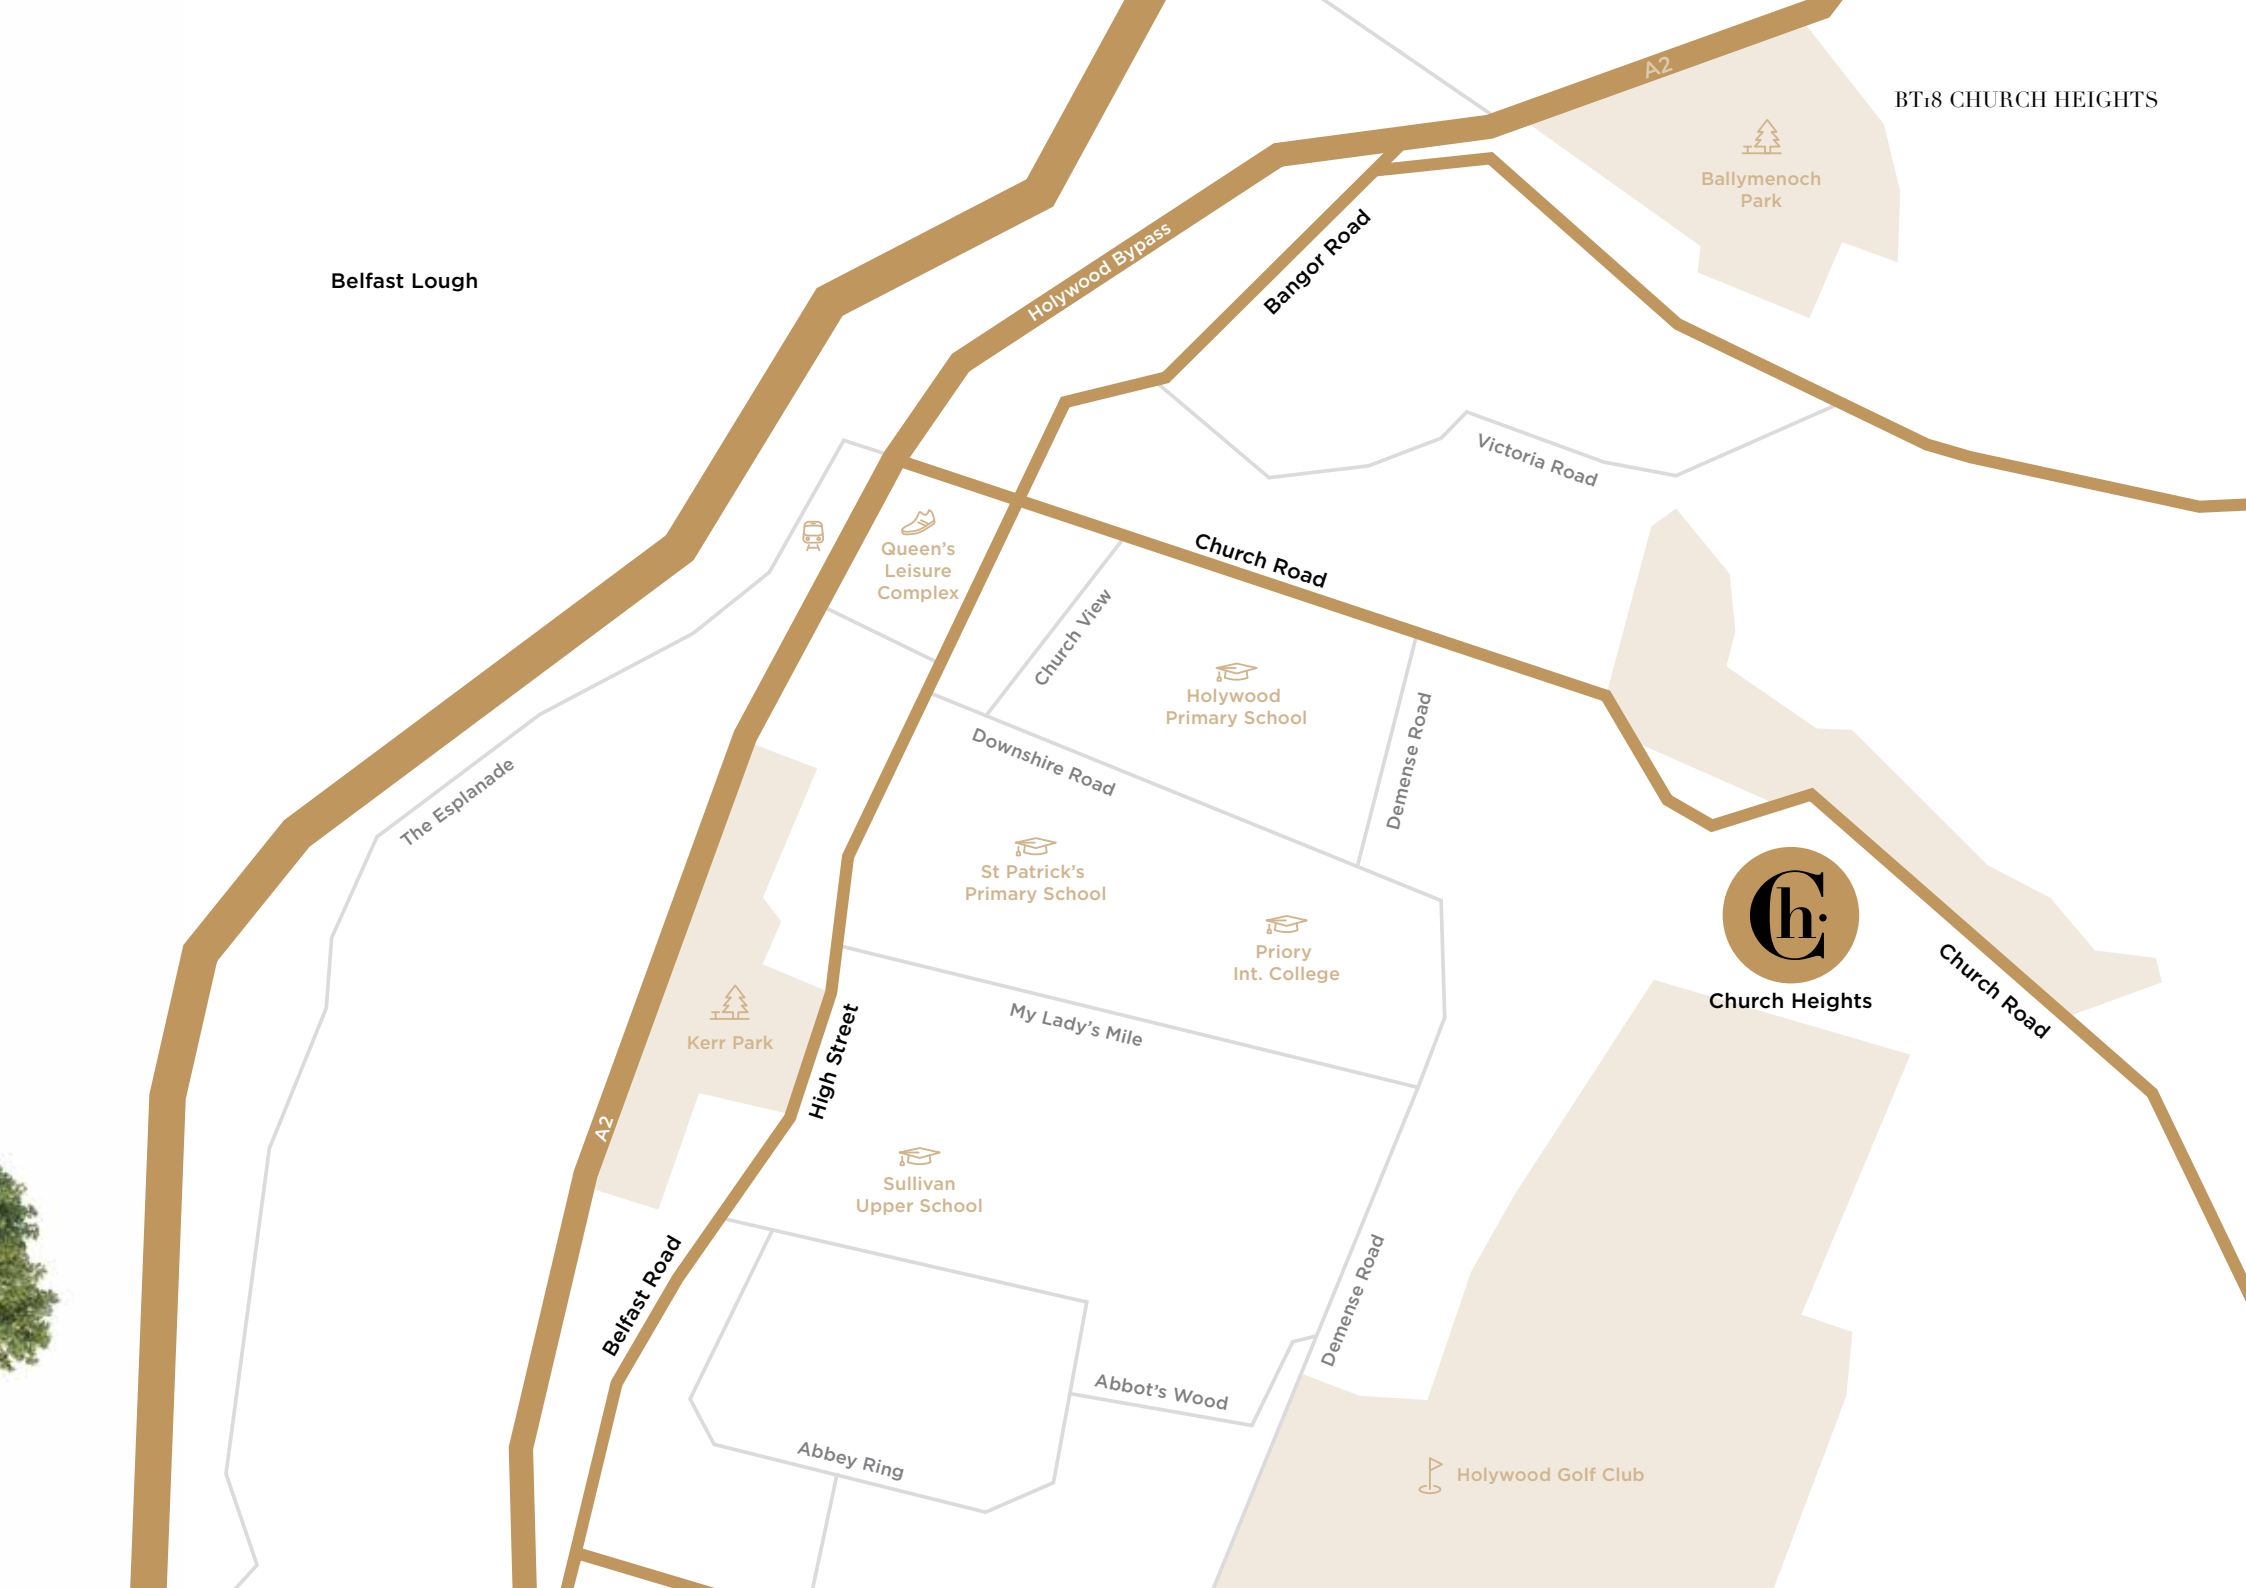 A2
BT18 CHURCH HEIGHTS
Ballymenoch
Park
Holywood Bypass
Bangor Road
Belfast Lough
Victoria Road
Queen's
Leisure
Complex
Church Road
Church View
Holywood
Primary School
Demense Road
Downshire Road
The Esplanade
St Patrick's
Primary School
Priory
Int. College
Ch.
Church Heights
Church Road
My Lady's Mile
Kerr Park
High Street
A2
Sullivan
Upper School
Belfast Road
Demense Road
Abbot's Wood
Abbey Ring
Holywood Golf Club